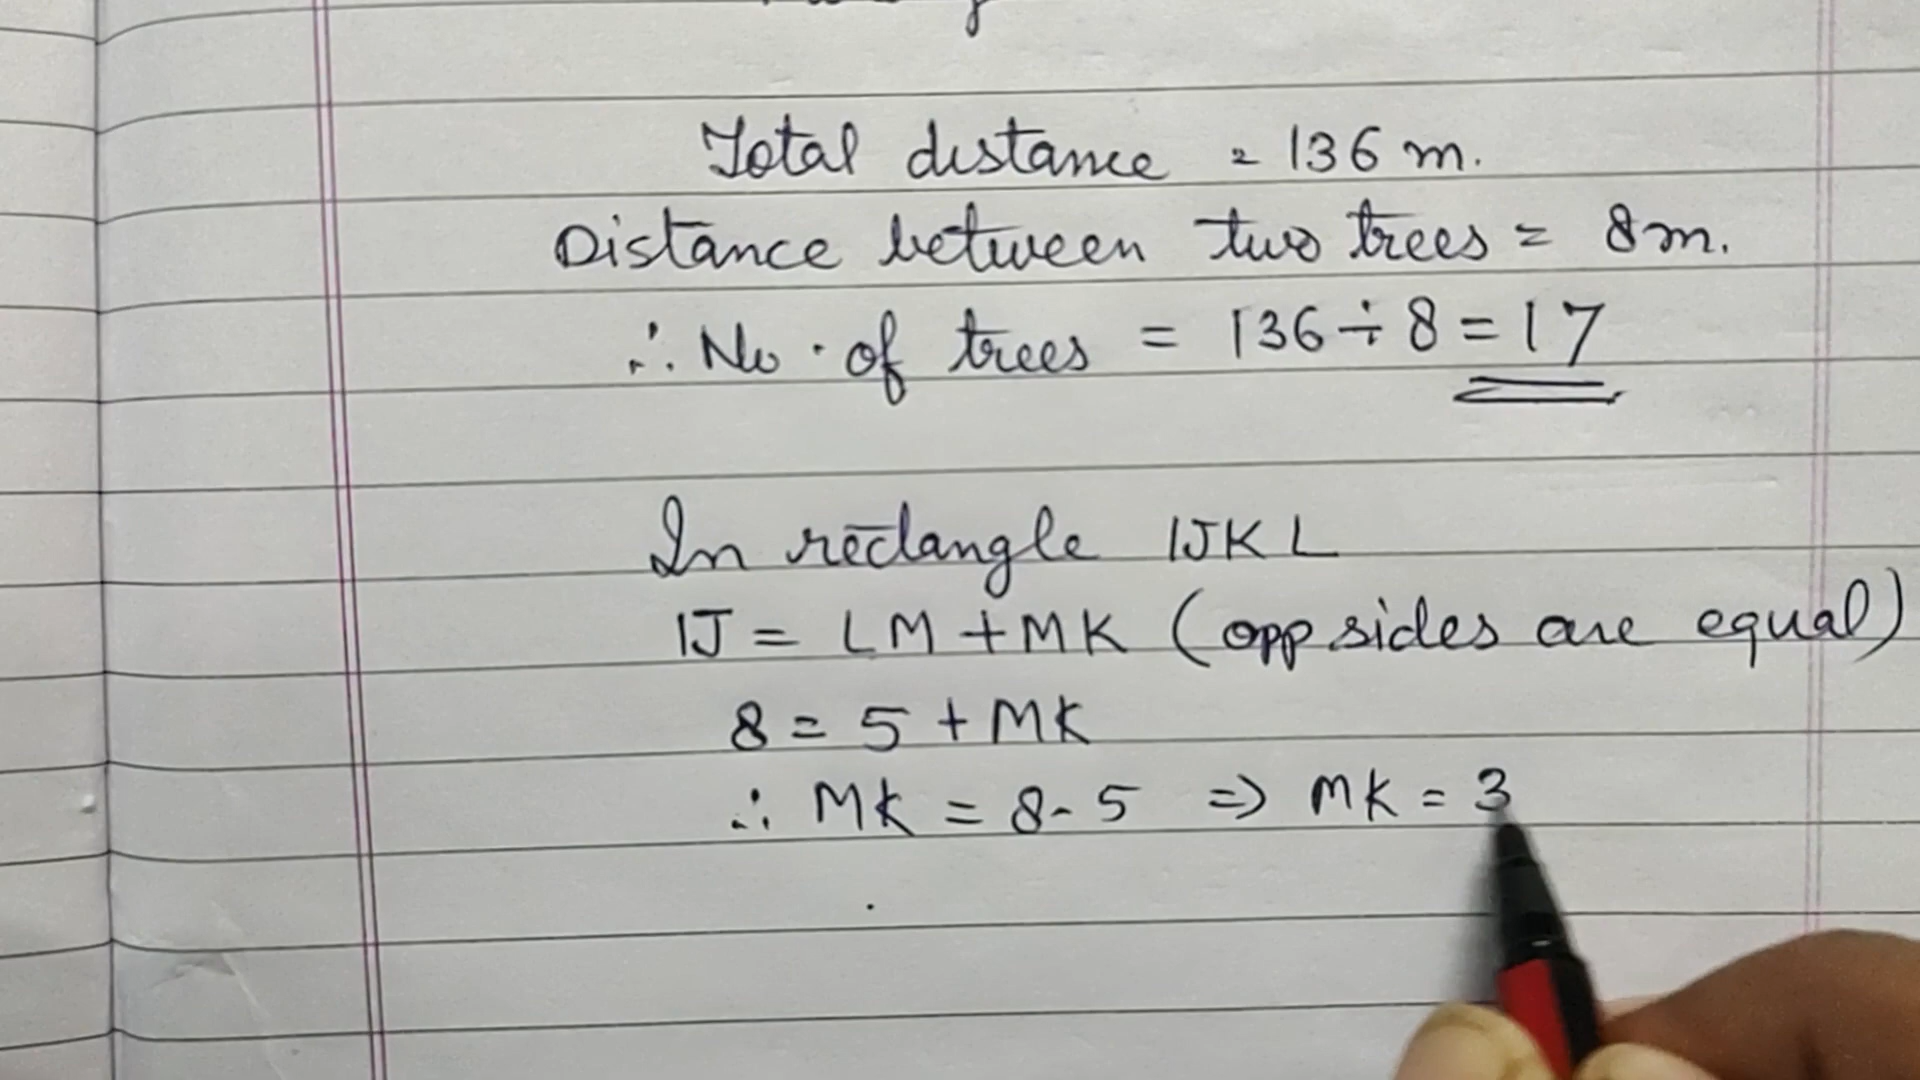 Total distance = 136 m.
Distance between two trees = 8m.
∴ No. of trees = 136 ÷ 8 = 17
In rectangle IJKL
IJ = LM + MK (opp sides are equal)
8 = 5 + MK
∴ MK = 8 - 5 => MK = 3